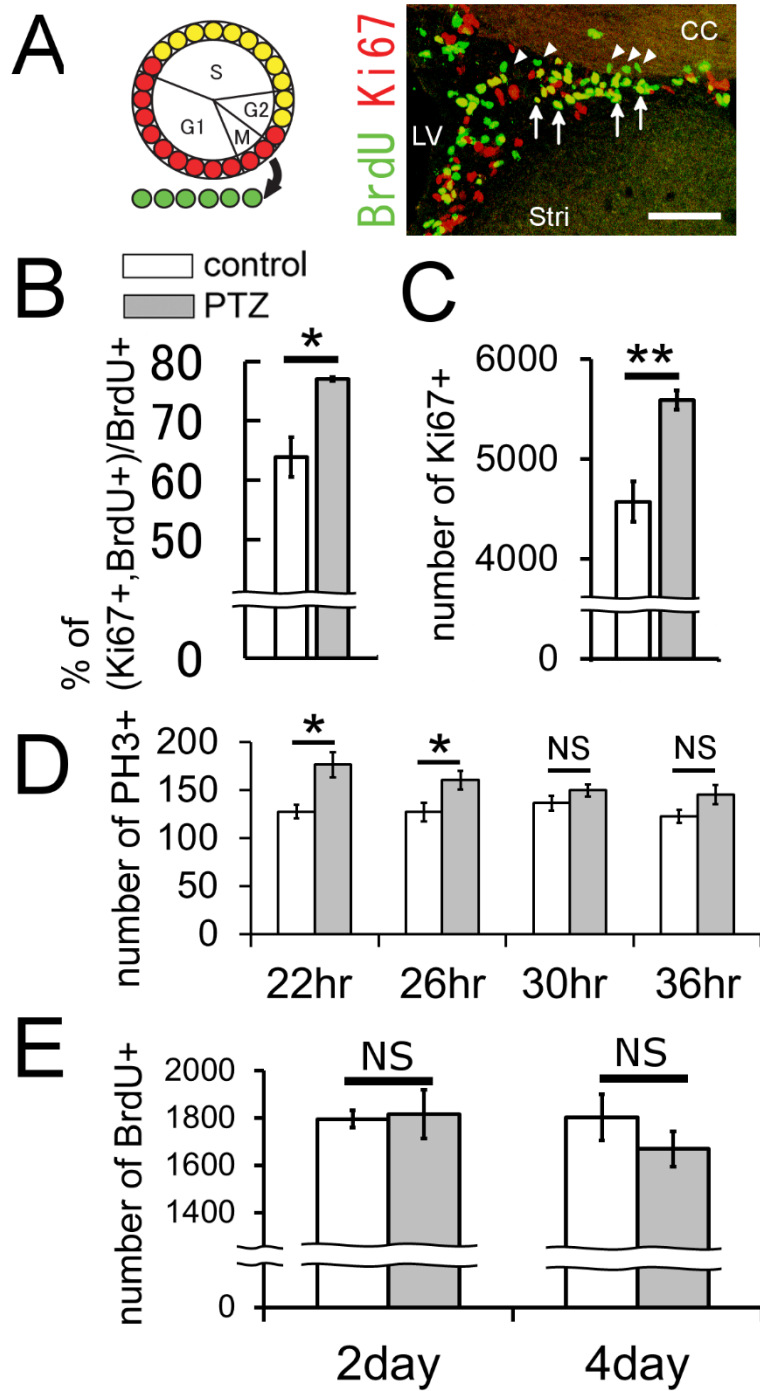 A
S
G2
M
G1
BrdU Ki67
CC
LV
Stri
B
control
PTZ
C
% of
(Ki67+,BrdU+)/BrdU+
80
70
60
50
0
*
number of Ki67+
6000
5000
4000
0
**
D
number of PH3+
200
150
100
50
0
*
*
NS
NS
22hr
26hr
30hr
36hr
E
number of BrdU+
2000
1800
1600
1400
0
NS
NS
2day
4day